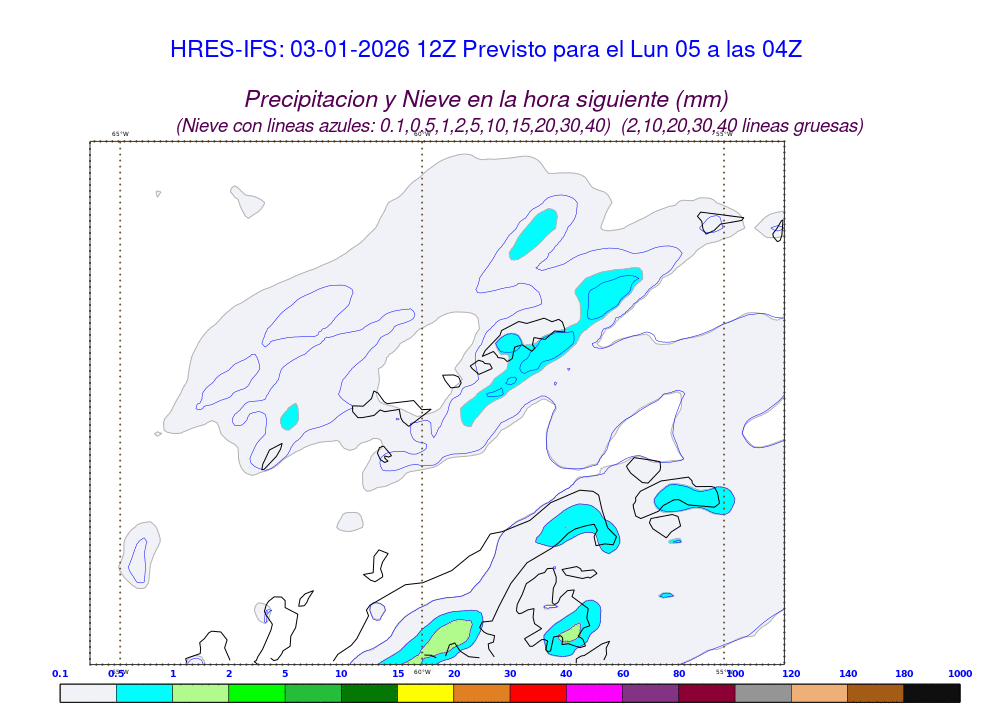 HRES-IFS: 03-01-2026 12Z Previsto para el Lun 05 a las 04Z
Precipitacion y Nieve en la hora siguiente (mm)
(Nieve con lineas azules: 0.1,0.5,1,2,5,10,15,20,30,40)  (2,10,20,30,40 lineas gruesas)
65°W 60°W 55°W
65°W 60°W 55°W
0.1 0.5 1 2 5 10 15 20 30 40 60 80 100 120 140 180 1000